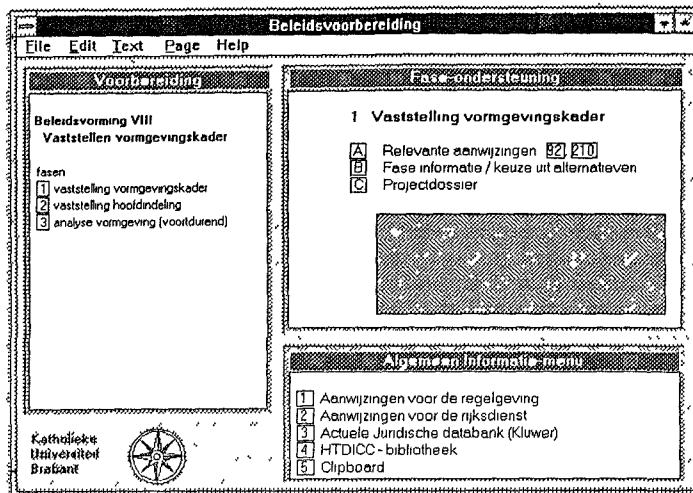 Beleidsvoorbereiding
File Edit Text Page Help
Voorbereiding
Beleidsvorming VIII
Vaststellen vormgevingskader
fasen
1 vaststelling vormgevingskader
2 vaststelling hoofdindeling
3 analyse vormgeving (voortdurend)
Katholieke
Universiteit
Brabant
Fase-ondersteuning
1 Vaststelling vormgevingskader
A Relevante aanwijzingen 92, 210
B Fase informatie / keuze uit alternatieven
C Projectdossier
Algemeen Informatie-menu
1 Aanwijzingen voor de regelgeving
2 Aanwijzingen voor de rijksdienst
3 Actuele Juridische databank (Kluwer)
4 HTDICC - bibliotheek
5 Clipboard